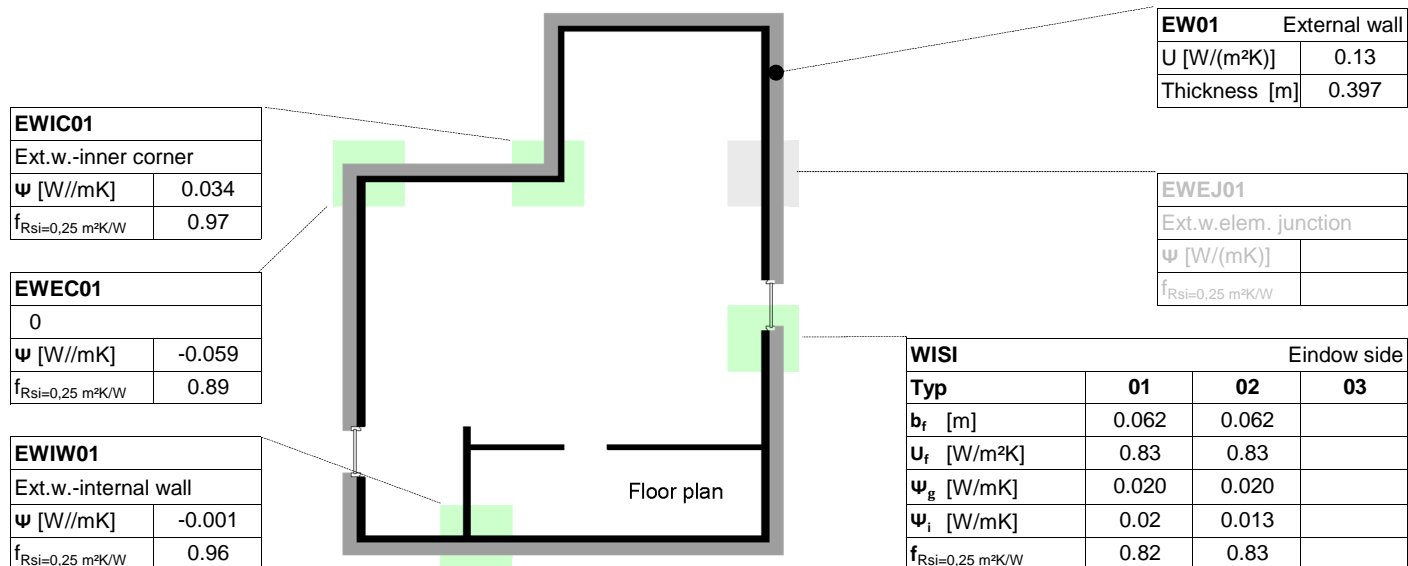 EWIC01
Ext.w.-inner corner
Ψ [W//mK] 0.034
fRsi=0,25 m²K/W 0.97
EWEC01
0
Ψ [W//mK] -0.059
fRsi=0,25 m²K/W 0.89
EWIW01
Ext.w.-internal wall
Ψ [W//mK] -0.001
fRsi=0,25 m²K/W 0.96
Floor plan
EW01 External wall
U [W/(m²K)] 0.13
Thickness [m] 0.397
EWEJ01
Ext.w.elem. junction
Ψ [W/(mK)]
fRsi=0,25 m²K/W
WISI Eindow side
Typ 01 02 03
bf [m] 0.062 0.062
Uf [W/m²K] 0.83 0.83
Ψg [W/mK] 0.020 0.020
Ψi [W/mK] 0.02 0.013
fRsi=0,25 m²K/W 0.82 0.83